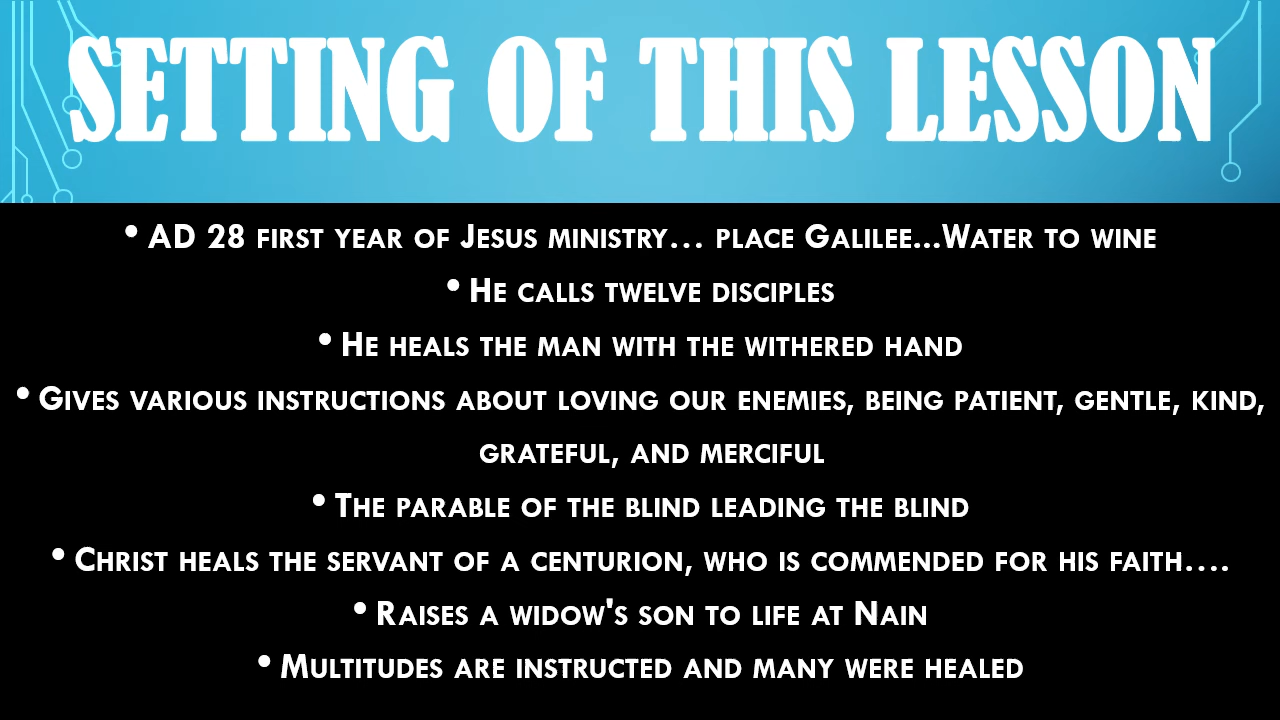 SETTING OF THIS LESSON
• AD 28 first year of Jesus ministry... place Galilee...Water to wine
• He calls twelve disciples
• He heals the man with the withered hand
• Gives various instructions about loving our enemies, being patient, gentle, kind,
grateful, and merciful
• The parable of the blind leading the blind
• Christ heals the servant of a centurion, who is commended for his faith....
• Raises a widow's son to life at Nain
• Multitudes are instructed and many were healed